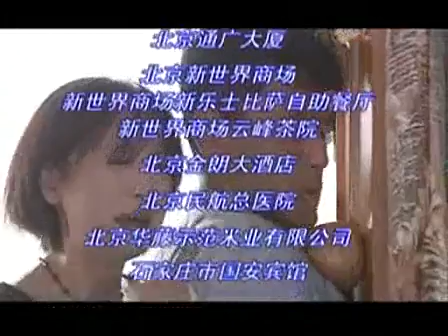 北京通广大厦
北京新世界商场
新世界商场新乐士比萨自助餐厅
新世界商场云峰茶院
北京金朗大酒店
北京民航总医院
北京华藤示范米业有限公司
石家庄市国安宾馆